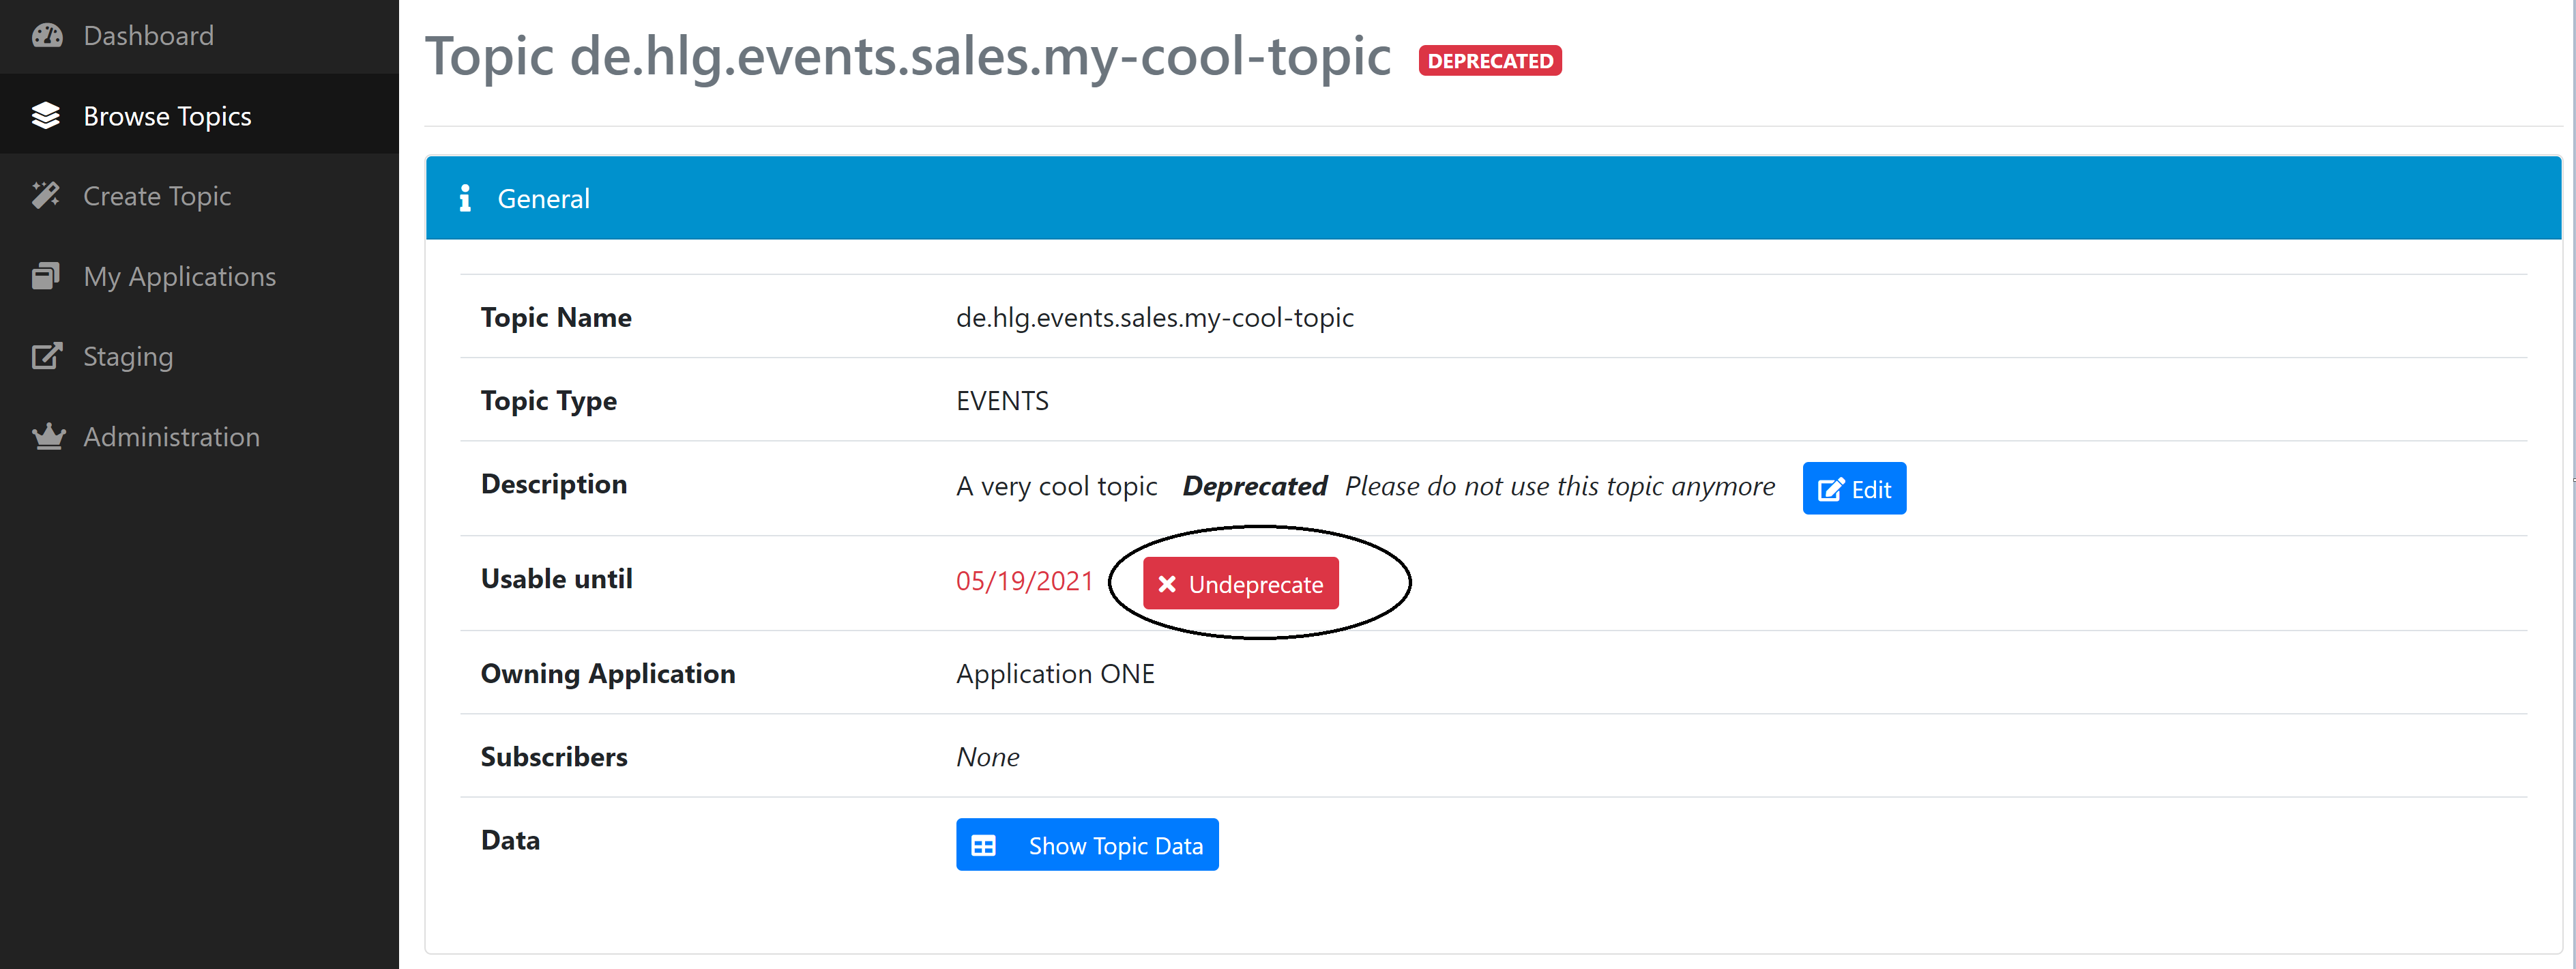 Dashboard
Browse Topics
Create Topic
My Applications
Staging
Administration
Topic de.hlg.events.sales.my-cool-topic DEPRECATED
General
Topic Name de.hlg.events.sales.my-cool-topic
Topic Type EVENTS
Description A very cool topic Deprecated Please do not use this topic anymore Edit
Usable until 05/19/2021 Undeprecate
Owning Application Application ONE
Subscribers None
Data Show Topic Data